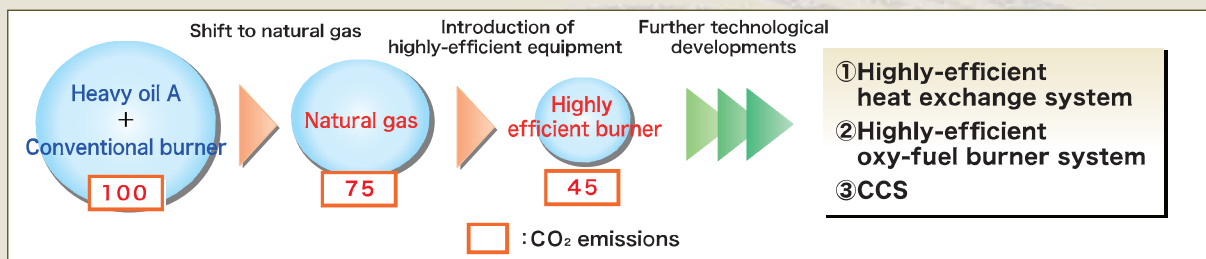 Shift to natural gas
Introduction of
highly-efficient equipment
Further technological
developments
Heavy oil A
+
Conventional burner
100
Natural gas
75
Highly
efficient burner
45
①Highly-efficient
heat exchange system
②Highly-efficient
oxy-fuel burner system
③CCS
:CO₂ emissions